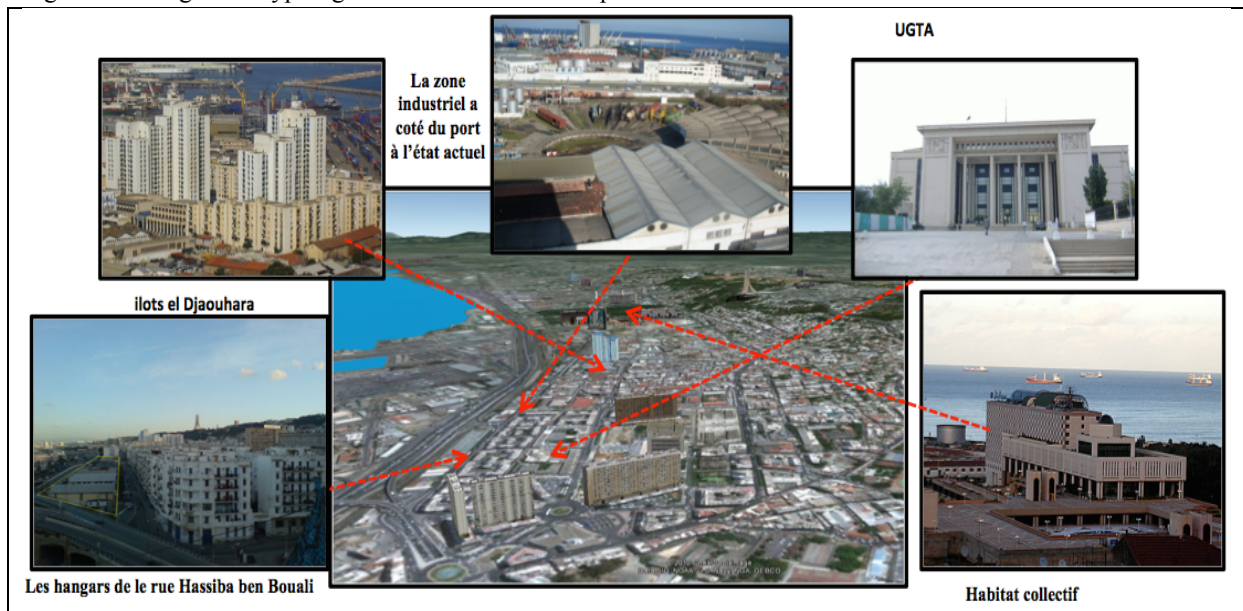 UGTA
La zone
industriel a
coté du port
à l'état actuel
ilots el Djaouhara
Les hangars de le rue Hassiba ben Bouali
Habitat collectif
GEBCO